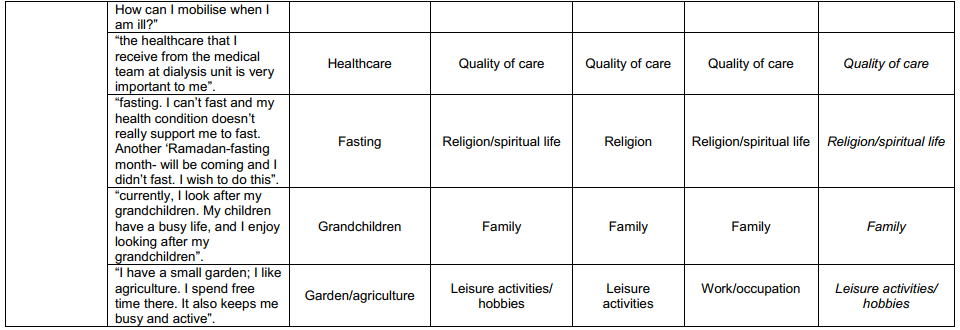 How can I mobilise when I
am ill?”
“the healthcare that I
receive from the medical
team at dialysis unit is very
important to me”.
Healthcare
Quality of care
Quality of care
Quality of care
Quality of care
“fasting. I can’t fast and my
health condition doesn’t
really support me to fast.
Another ‘Ramadan-fasting
month- will be coming and I
didn’t fast. I wish to do this”.
Fasting
Religion/spiritual life
Religion
Religion/spiritual life
Religion/spiritual life
“currently, I look after my
grandchildren. My children
have a busy life, and I enjoy
looking after my
grandchildren”.
Grandchildren
Family
Family
Family
Family
“I have a small garden; I like
agriculture. I spend free
time there. It also keeps me
busy and active”.
Garden/agriculture
Leisure activities/
hobbies
Leisure
activities
Work/occupation
Leisure activities/
hobbies